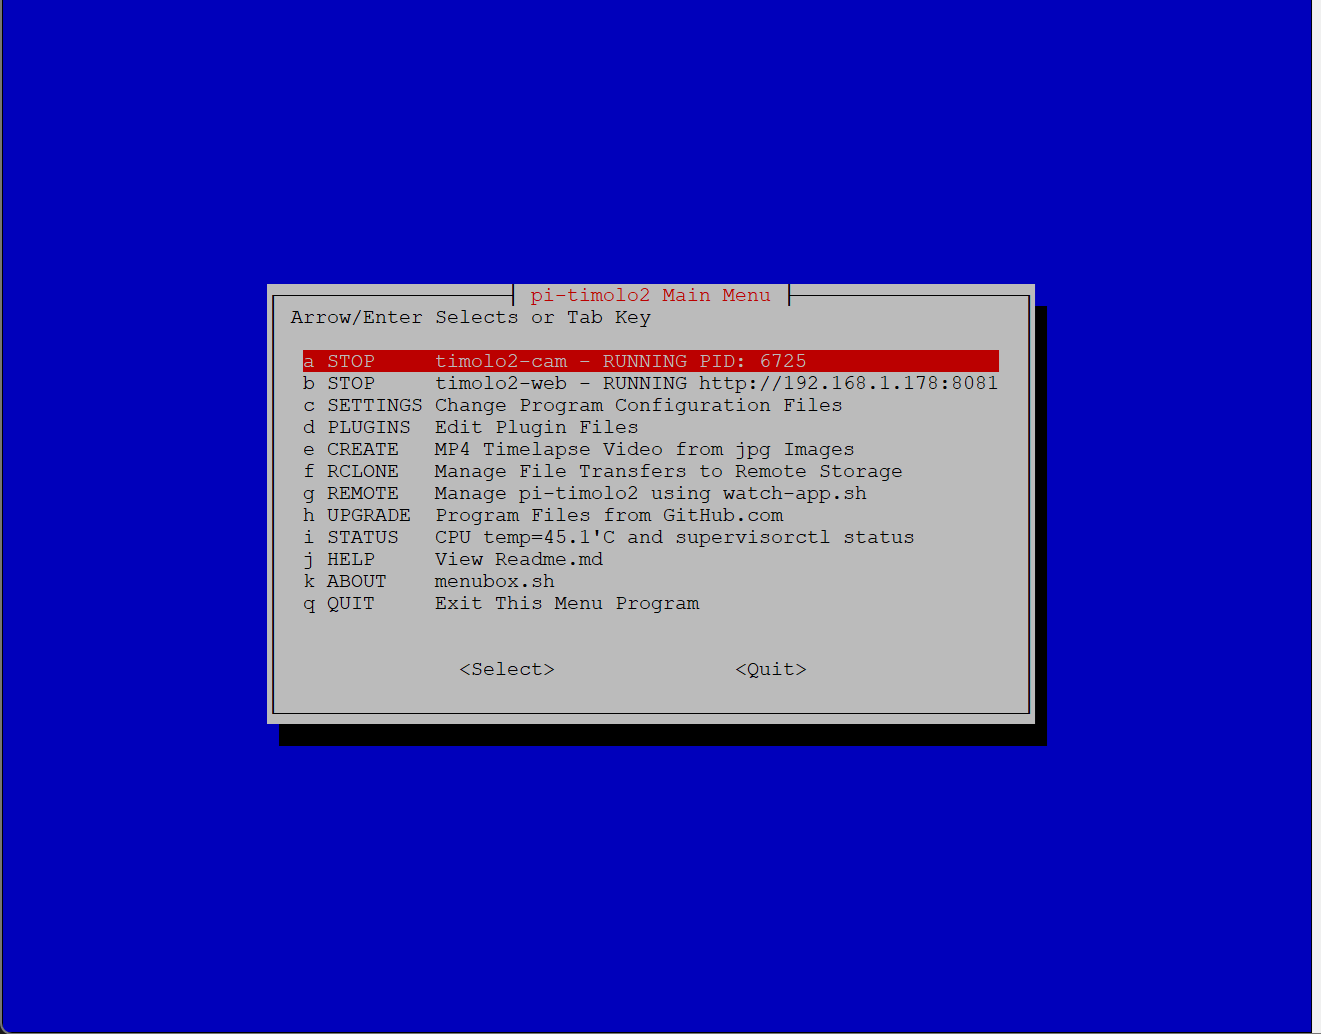 pi-timolo2 Main Menu
Arrow/Enter Selects or Tab Key
a STOP timolo2-cam - RUNNING PID: 6725
b STOP timolo2-web - RUNNING http://192.168.1.178:8081
c SETTINGS Change Program Configuration Files
d PLUGINS Edit Plugin Files
e CREATE MP4 Timelapse Video from jpg Images
f RCLONE Manage File Transfers to Remote Storage
g REMOTE Manage pi-timolo2 using watch-app.sh
h UPGRADE Program Files from GitHub.com
i STATUS CPU temp=45.1'C and supervisorctl status
j HELP View Readme.md
k ABOUT menubox.sh
q QUIT Exit This Menu Program
<Select> <Quit>